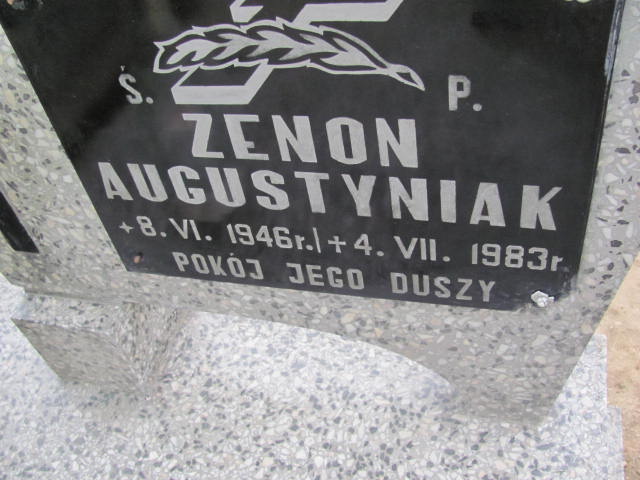 Ś. P.
ZENON
AUGUSTYNIAK
+8. VI. 1946r. | +4. VII. 1983r
POKÓJ JEGO DUSZY